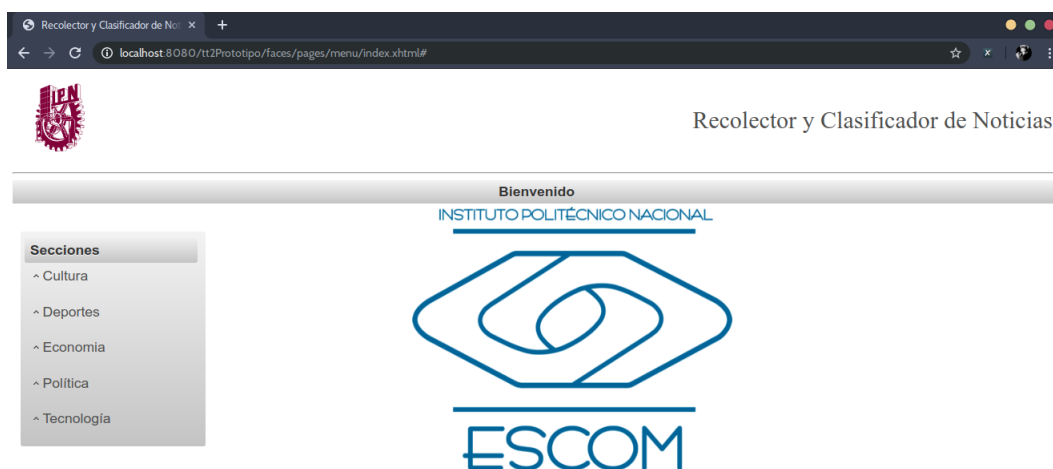 Recolector y Clasificador de Not
localhost:8080/tt2Prototipo/faces/pages/menu/index.xhtml#
IPN
Recolector y Clasificador de Noticias
Bienvenido
INSTITUTO POLITÉCNICO NACIONAL
Secciones
Cultura
Deportes
Economia
Política
Tecnología
ESCOM